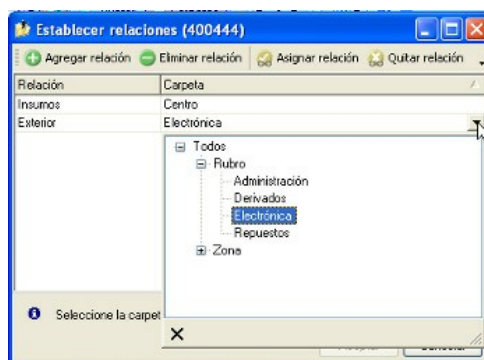 Establecer relaciones (400444)
Agregar relación Eliminar relación Asignar relación Quitar relación
Relación Carpeta
Insumos Centro
Exterior Electrónica
Todos
Rubro
Administración
Derivados
Electrónica
Repuestos
Zona
Seleccione la carpet